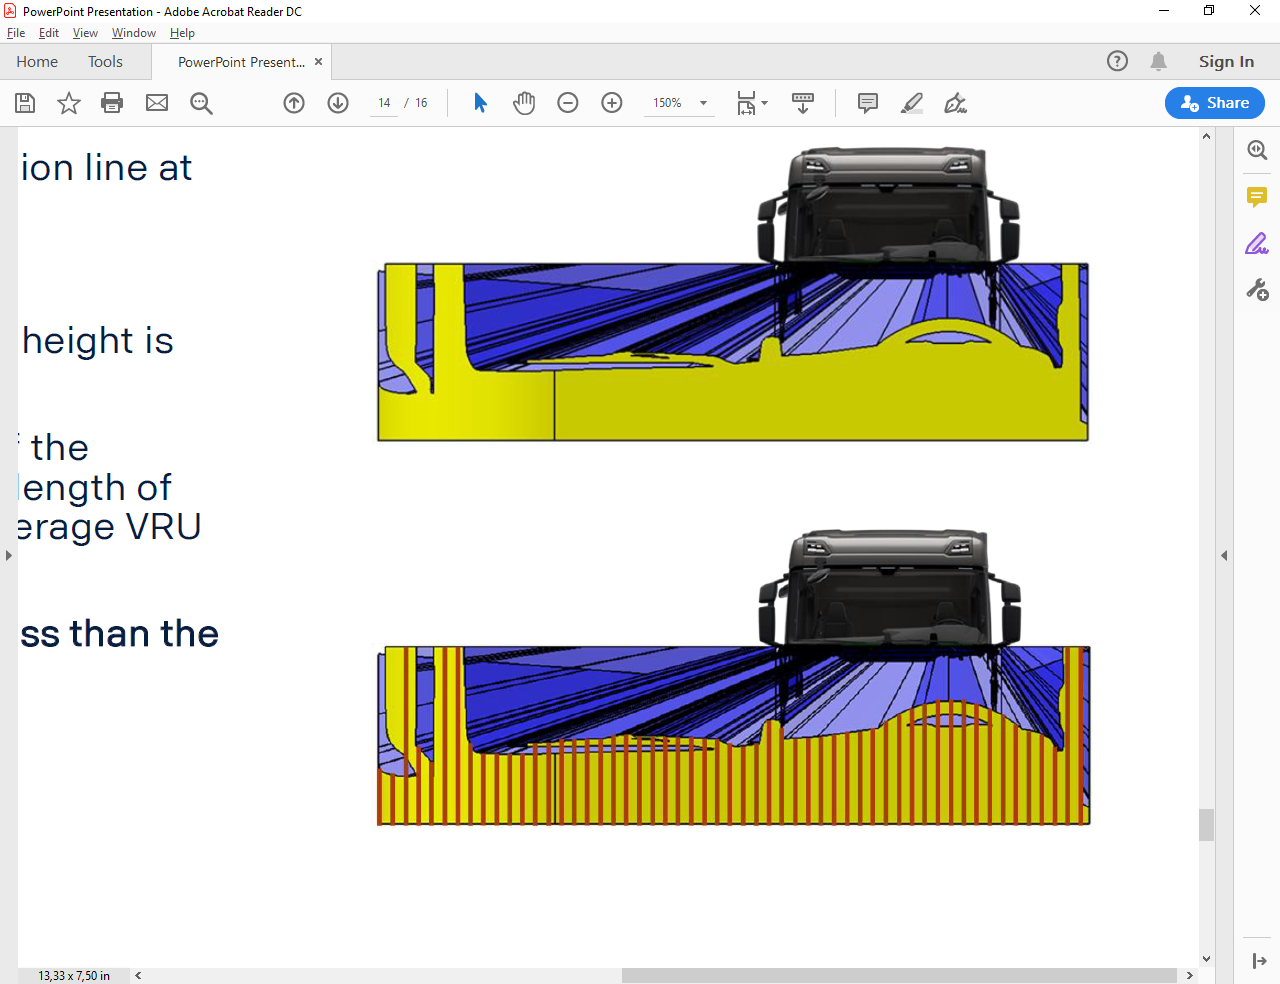 PowerPoint Presentation - Adobe Acrobat Reader DC
File Edit View Window Help
Home Tools PowerPoint Present... Sign In
14 / 16 150% Share
ion line at
height is
f the
length of
erage VRU
ss than the
13,33 x 7,50 in